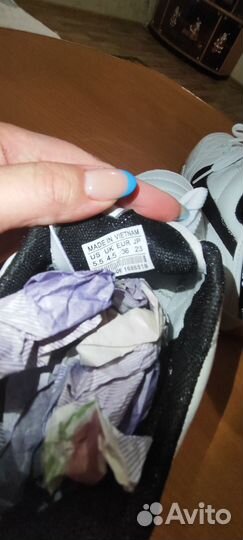 MADE IN VIETNAM
US UK EUR JP
5.5 4.5 36 23
Avito